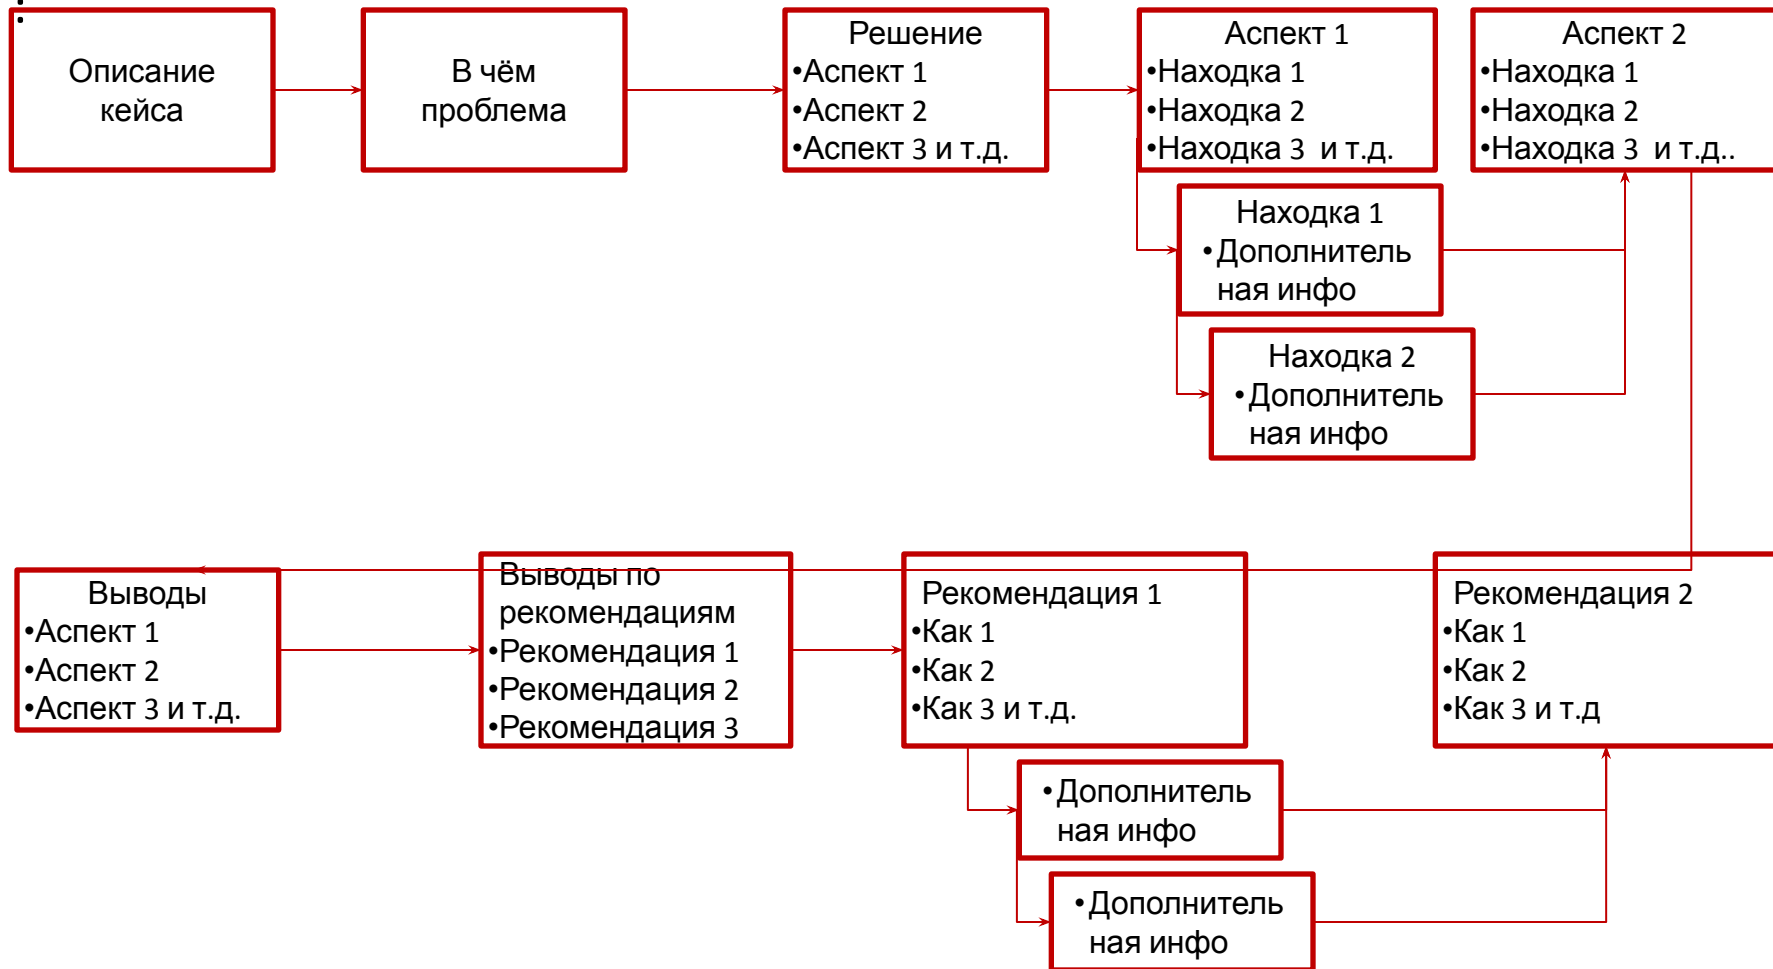 Описание
кейса
В чём
проблема
Решение
•Аспект 1
•Аспект 2
•Аспект 3 и т.д.
Аспект 1
•Находка 1
•Находка 2
•Находка 3  и т.д.
Аспект 2
•Находка 1
•Находка 2
•Находка 3  и т.д..
Находка 1
•Дополнитель
ная инфо
Находка 2
•Дополнитель
ная инфо
Выводы
•Аспект 1
•Аспект 2
•Аспект 3 и т.д.
Выводы по
рекомендациям
•Рекомендация 1
•Рекомендация 2
•Рекомендация 3
Рекомендация 1
•Как 1
•Как 2
•Как 3 и т.д.
Рекомендация 2
•Как 1
•Как 2
•Как 3 и т.д
•Дополнитель
ная инфо
•Дополнитель
ная инфо